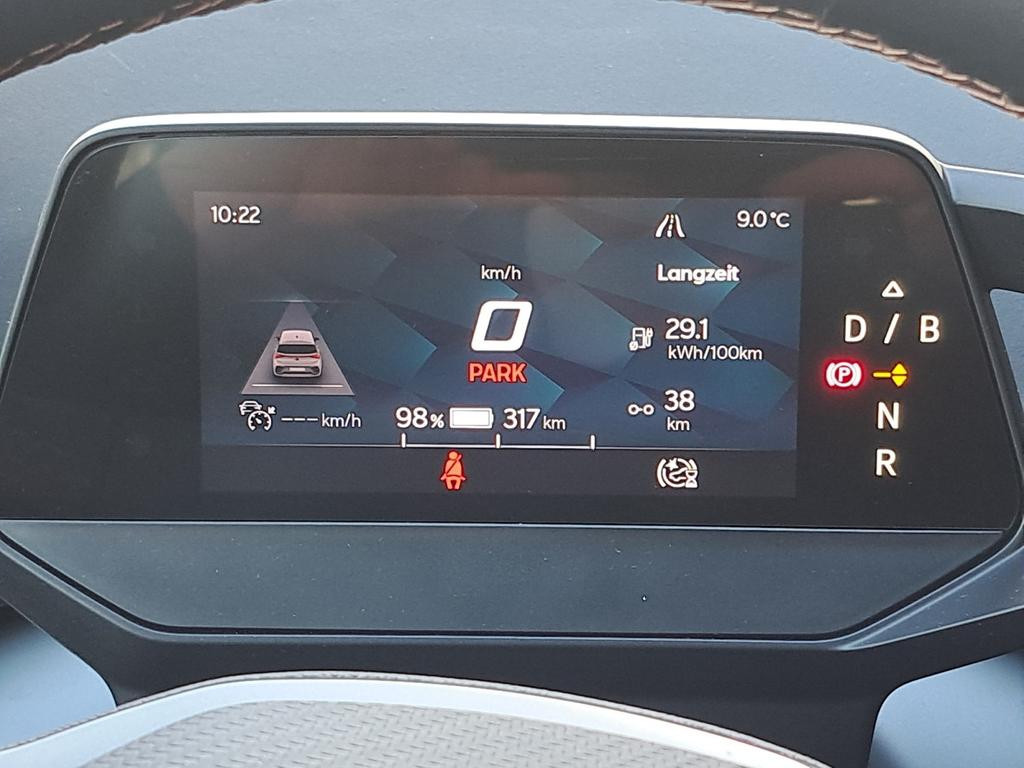 10:22
9.0°C
km/h
Langzeit
0
29.1
kWh/100km
PARK
D / B
P
--- km/h
98% 317 km
38
km
N
R